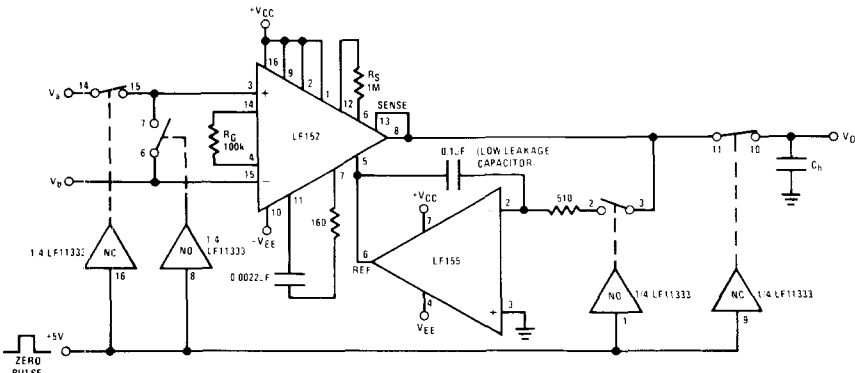 +VCC
16 9 2 1 12
RS
1M
6
SENSE
13
8
Va 14 15 3 +
14
7
RG
100k
LF152
6
4
Vb 15 −
5
0.1µF (LOW LEAKAGE
CAPACITOR
11 10 VO
Ch
10 11 7
−VEE
160
+VCC
7
2 −
510
2 3
1 4 LF11333
NC
16
NO
1 4
LF11333
8
0.0022µF
6
REF
LF155
4
VEE
+ 3
NO
1/4 LF11333
1
NC
1/4 LF11333
9
+5V
ZERO
PULSE